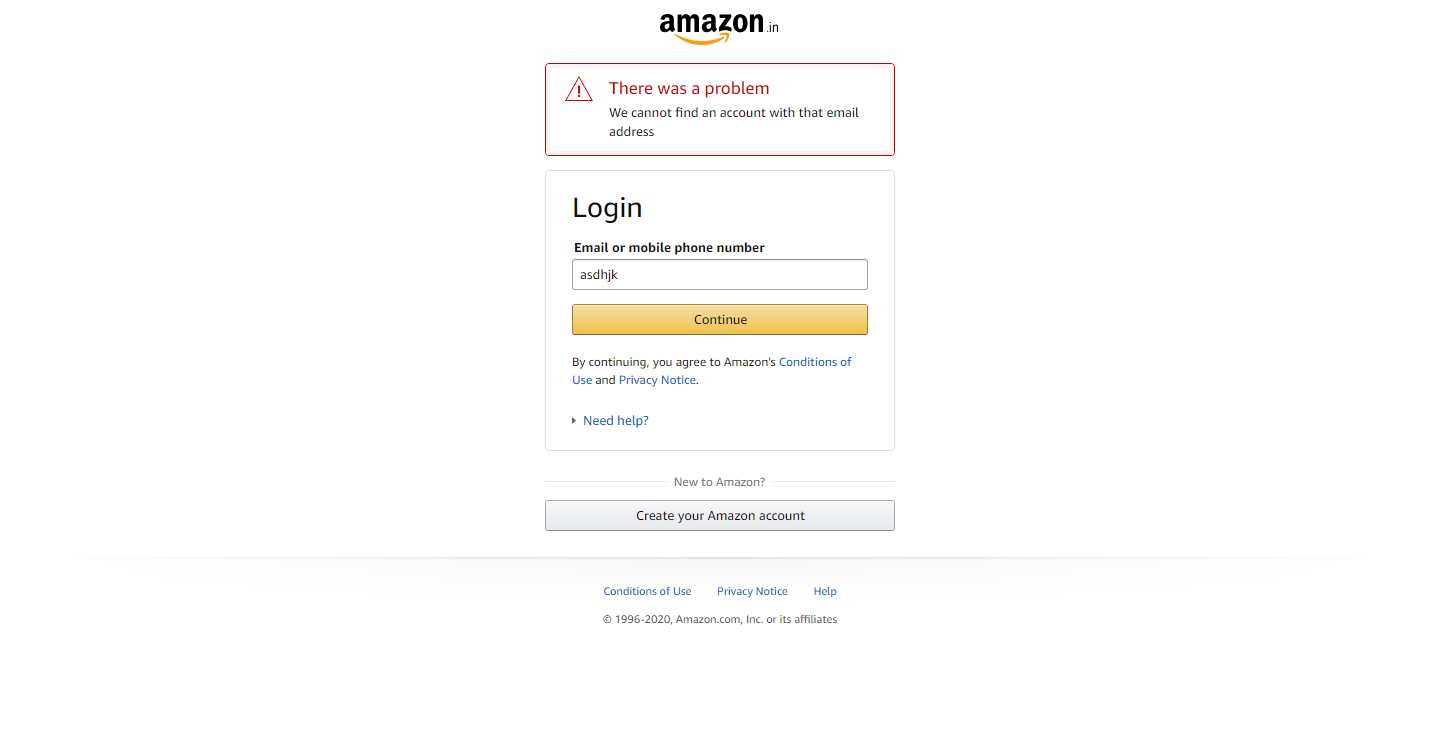 amazon.in
There was a problem
We cannot find an account with that email
address
Login
Email or mobile phone number
asdhjk
Continue
By continuing, you agree to Amazon's Conditions of
Use and Privacy Notice.
Need help?
New to Amazon?
Create your Amazon account
Conditions of Use Privacy Notice Help
© 1996-2020, Amazon.com, Inc. or its affiliates